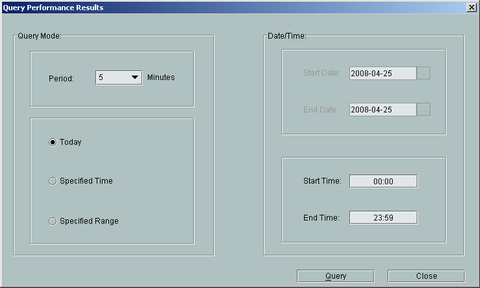 Query Performance Results
Query Mode:
Period: 5 Minutes
Today
Specified Time
Specified Range
Date/Time:
Start Date: 2008-04-25 ...
End Date: 2008-04-25 ...
Start Time: 00:00
End Time: 23:59
Query Close